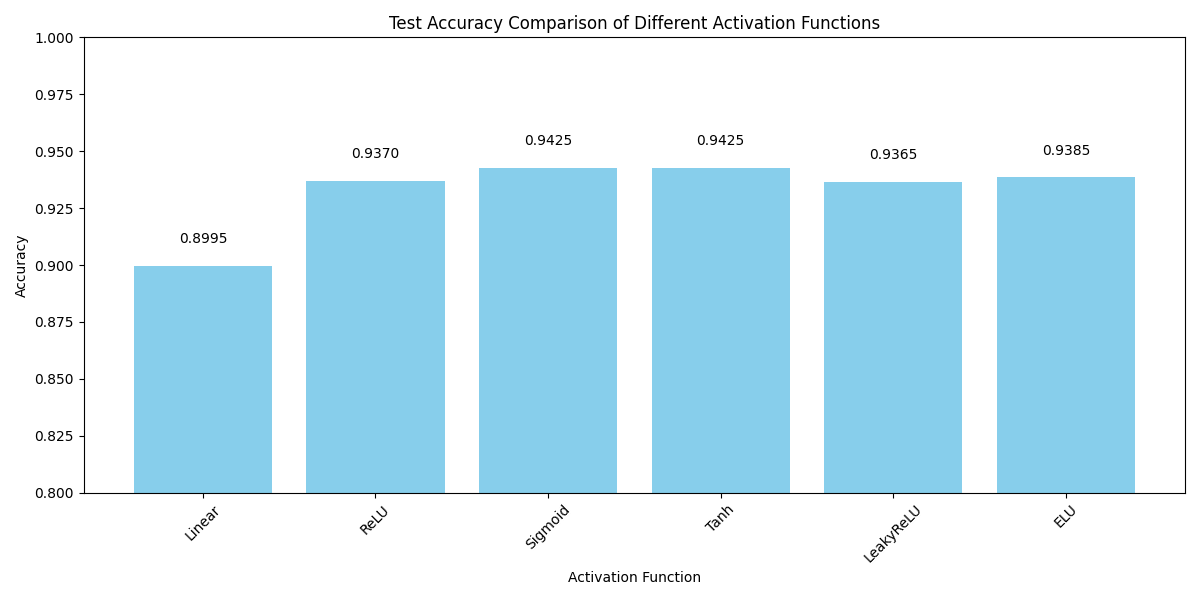 Test Accuracy Comparison of Different Activation Functions
Accuracy
1.000
0.975
0.950
0.925
0.900
0.875
0.850
0.825
0.800
0.8995
0.9370
0.9425
0.9425
0.9365
0.9385
Linear
ReLU
Sigmoid
Tanh
LeakyReLU
ELU
Activation Function